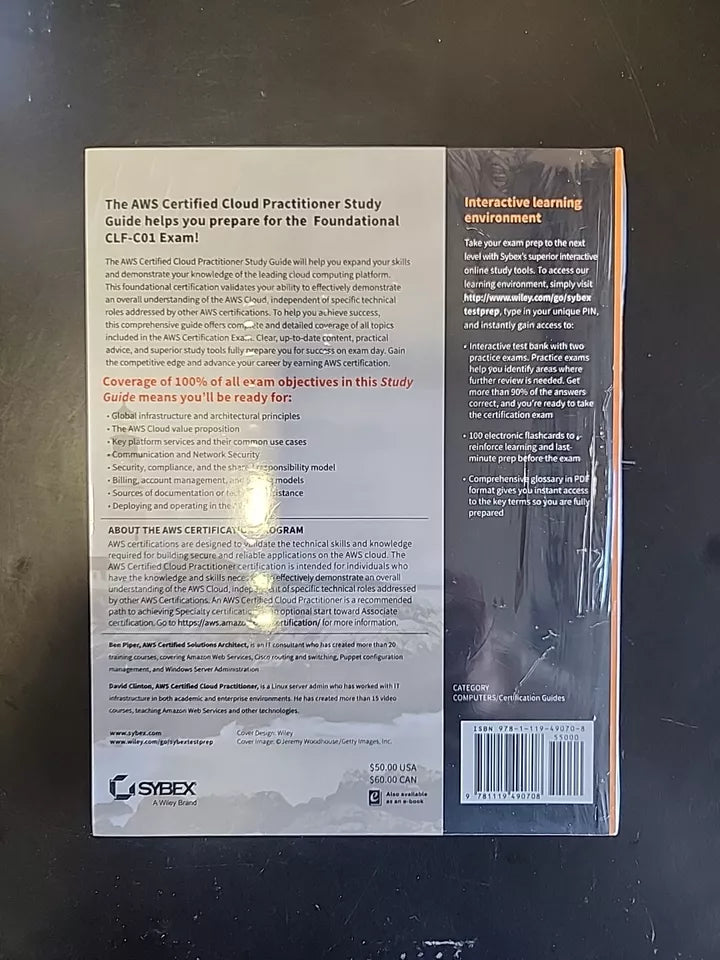 The AWS Certified Cloud Practitioner Study
Guide helps you prepare for the Foundational
CLF-C01 Exam!
The AWS Certified Cloud Practitioner Study Guide will help you expand your skills
and demonstrate your knowledge of the leading cloud computing platform.
This foundational certification validates your ability to effectively demonstrate
an overall understanding of the AWS Cloud, independent of specific technical
roles addressed by other AWS certifications. To help you achieve success,
this comprehensive guide offers complete and detailed coverage of all topics
included in the AWS Certification Exam. Clear, up-to-date content, practical
advice, and superior study tools fully prepare you for success on exam day. Gain
the competitive edge and advance your career by earning AWS certification.
Coverage of 100% of all exam objectives in this Study
Guide means you'll be ready for:
• Global infrastructure and architectural principles
• The AWS Cloud value proposition
• Key platform services and their common use cases
• Communication and Network Security
• Security, compliance, and the shared responsibility model
• Billing, account management, and models
• Sources of documentation or
• Deploying and operating in the
ABOUT THE AWS CERTIFICATION PROGRAM
AWS certifications are designed to validate the technical skills and knowledge
required for building secure and reliable applications on the AWS cloud. The
AWS Certified Cloud Practitioner certification is intended for individuals who
have the knowledge and skills effectively demonstrate an overall
understanding of the AWS Cloud, independent of specific technical roles addressed
by other AWS Certifications. An AWS Certified Cloud Practitioner is a recommended
path to achieving Specialty optional start toward Associate
certification. Go to for more information.
Ben Piper, AWS Certified Solutions Architect, is an IT consultant who has created more than 20
training courses, covering Amazon Web Services, Cisco routing and switching, Puppet configuration
management, and Windows Server Administration.
David Clinton, AWS Certified Cloud Practitioner, is a Linux server admin who has worked with IT
infrastructure in both academic and enterprise environments. He has created more than 15 video
courses, teaching Amazon Web Services and other technologies.
www.sybex.com
www.wiley.com/go/sybextestprep
Cover Design: Wiley
Cover Image: © Jeremy Woodhouse/Getty Images, Inc.
SYBEX
A Wiley Brand
$50.00 USA
$60.00 CAN
Also available
as an e-book
Interactive learning
environment
Take your exam prep to the next
level with Sybex's superior interactive
online study tools. To access our
learning environment, simply visit
http://www.wiley.com/go/sybex
testprep, type in your unique PIN,
and instantly gain access to:
• Interactive test bank with two
practice exams. Practice exams
help you identify areas where
further review is needed. Get
more than 90% of the answers
correct, and you're ready to take
the certification exam
• 100 electronic flashcards to
reinforce learning and last-
minute prep before the exam
• Comprehensive glossary in PDF
format gives you instant access
to the key terms so you are fully
prepared
CATEGORY
COMPUTERS/Certification Guides
ISBN 978-1-119-49070-8
55000
9 781119 490708